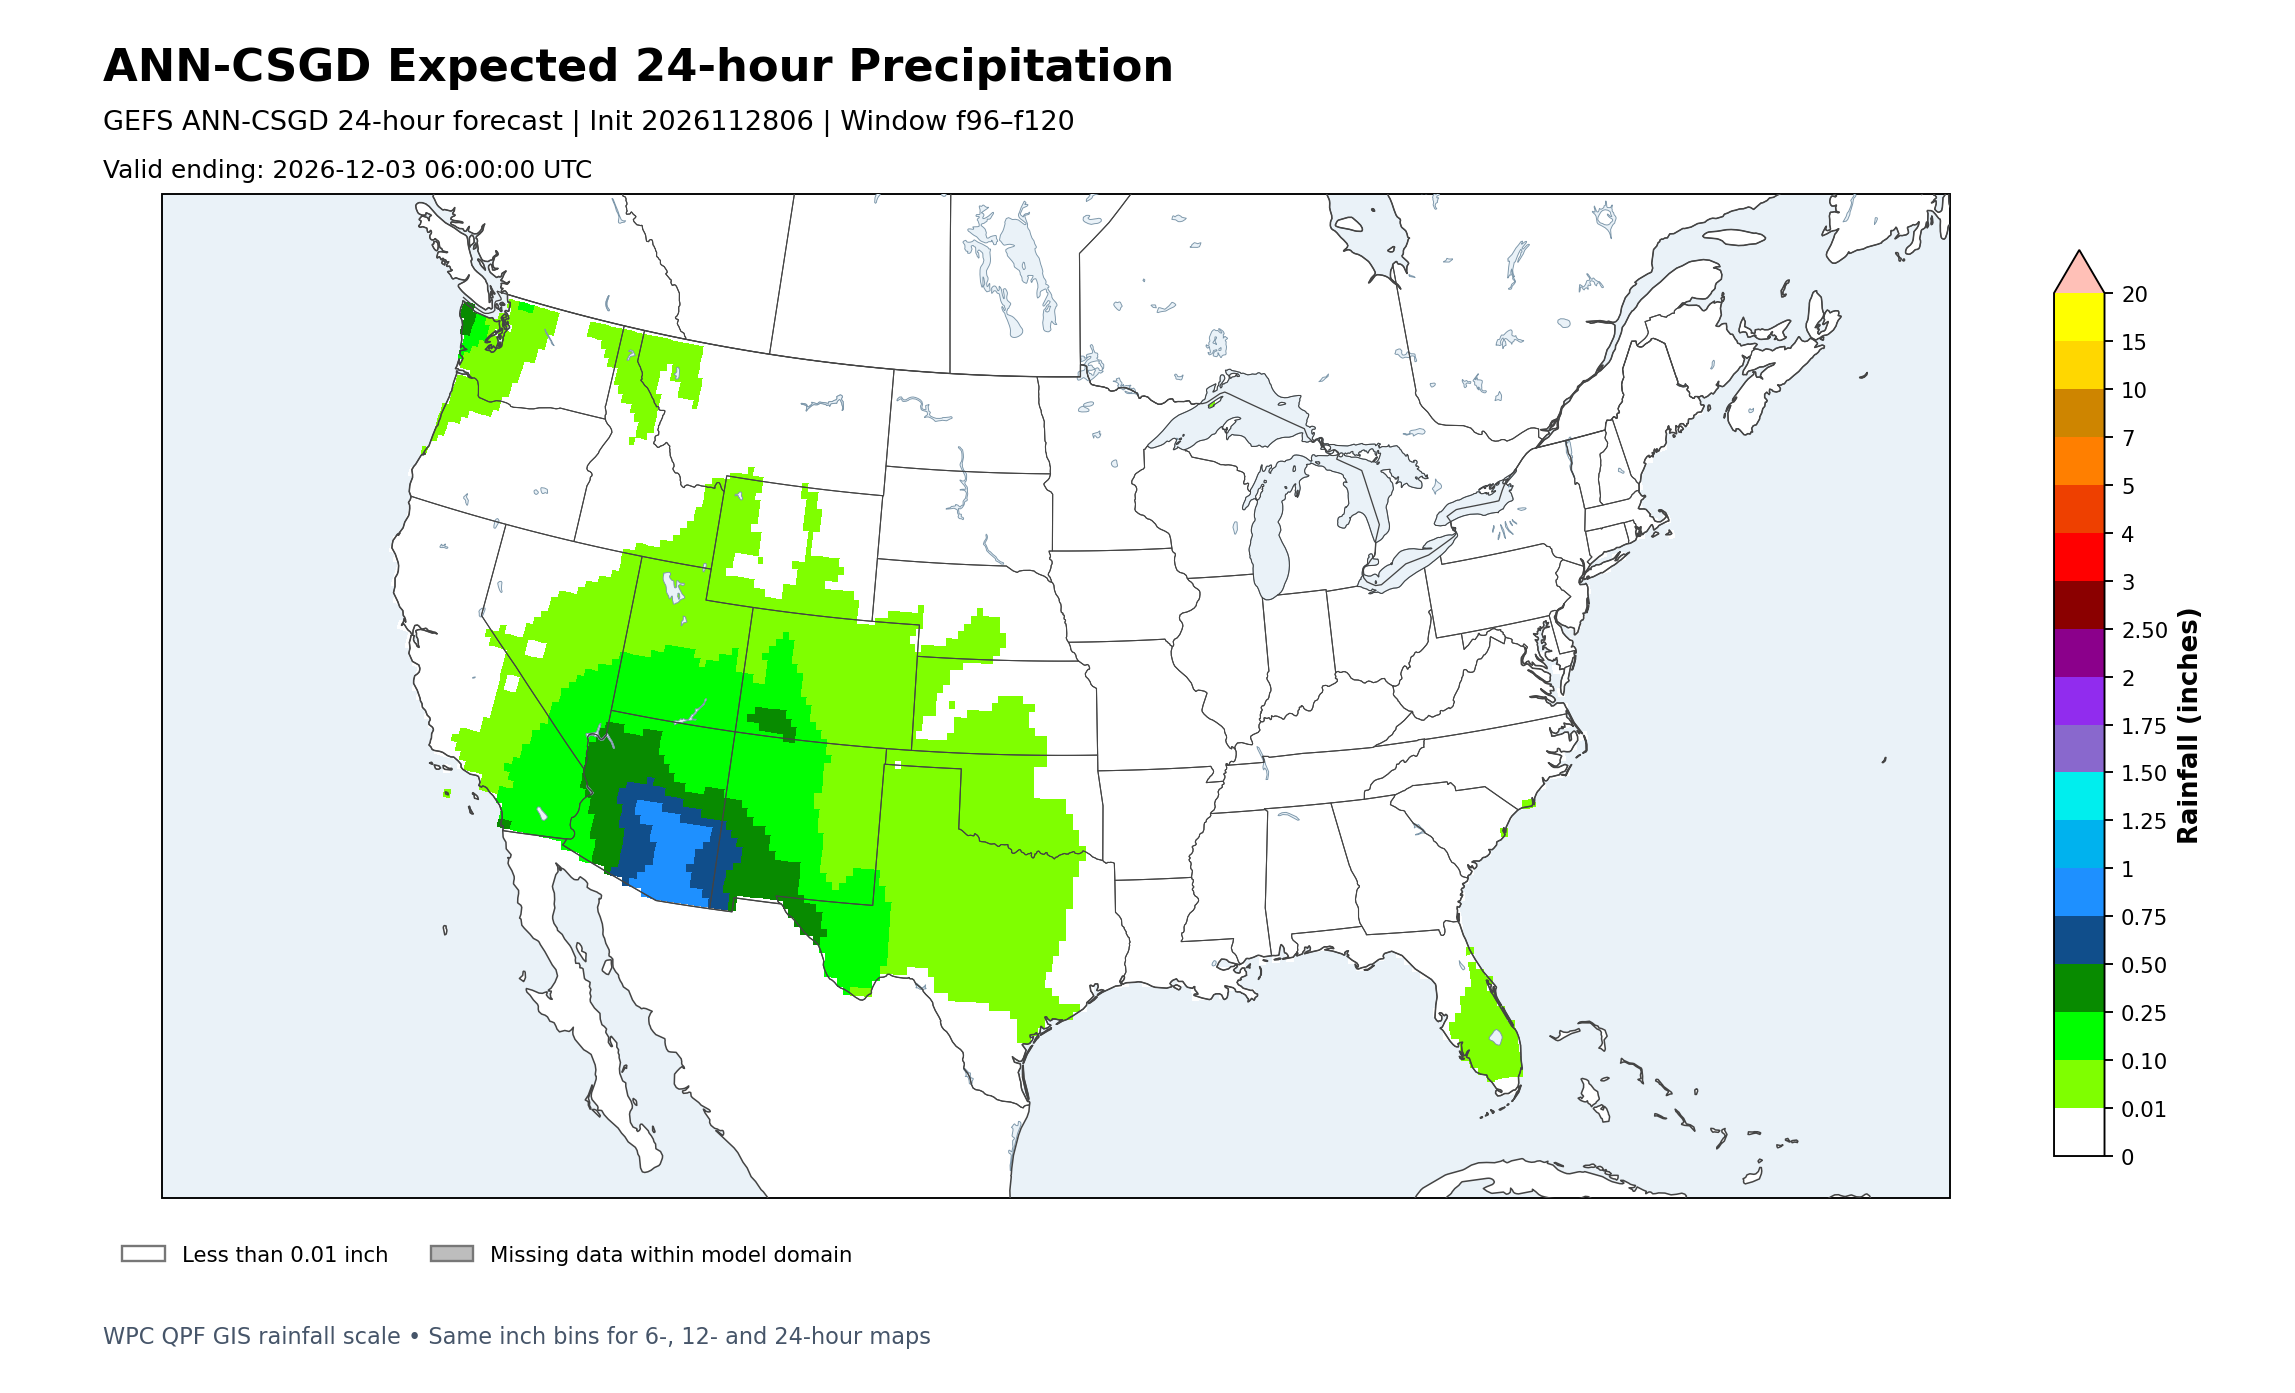 ANN-CSGD Expected 24-hour Precipitation
GEFS ANN-CSGD 24-hour forecast | Init 2026112806 | Window f96–f120
Valid ending: 2026-12-03 06:00:00 UTC
20
15
10
7
5
4
3
2.50
2
1.75
1.50
1.25
1
0.75
0.50
0.25
0.10
0.01
0
Rainfall (inches)
Less than 0.01 inch
Missing data within model domain
WPC QPF GIS rainfall scale • Same inch bins for 6-, 12- and 24-hour maps